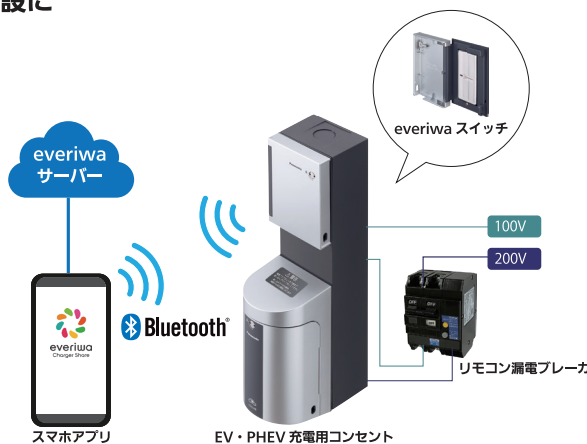 設に
everiwa スイッチ
everiwa
サーバー
100V
200V
everiwa
Charger Share
Bluetooth®
リモコン漏電ブレーカ
スマホアプリ
EV・PHEV 充電用コンセント